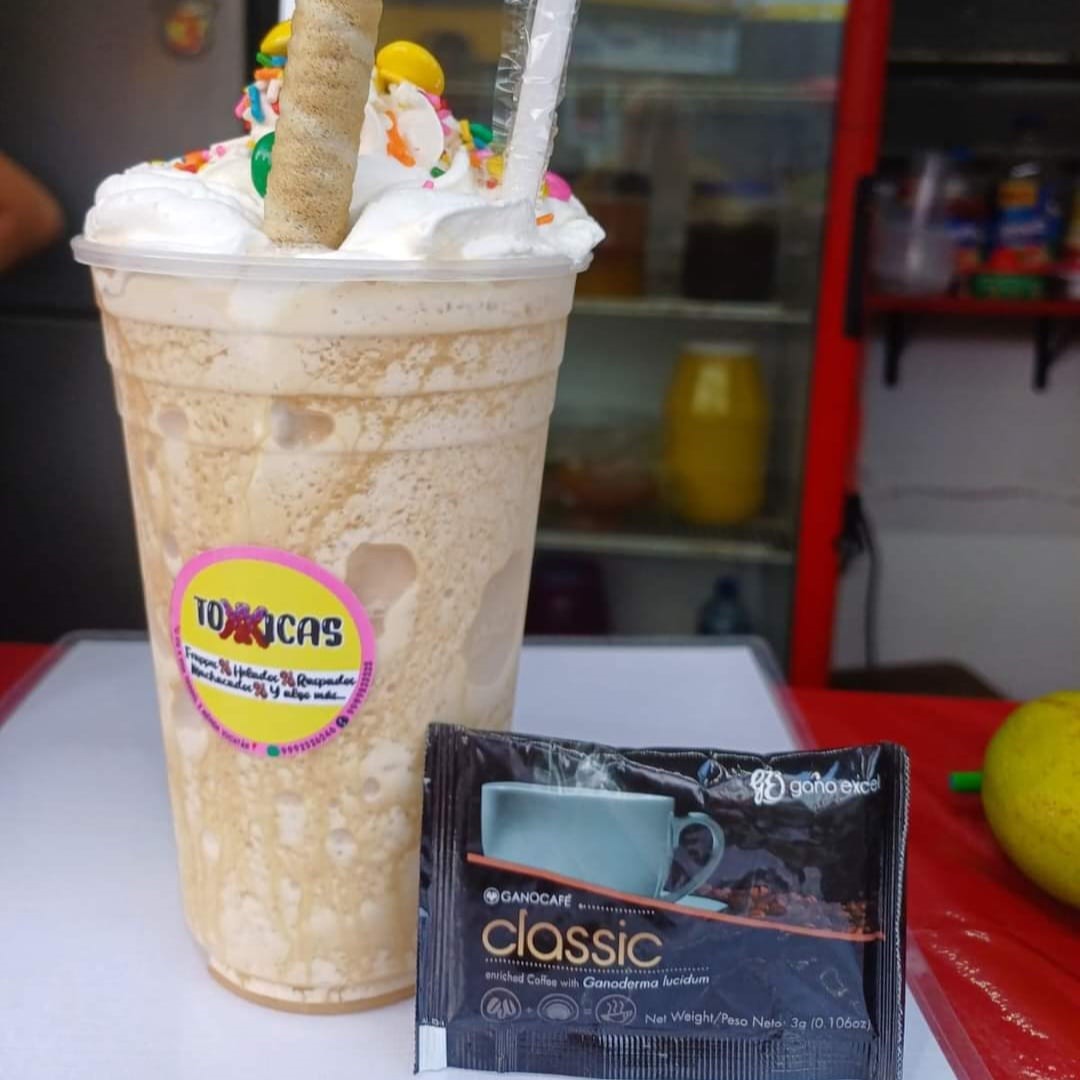 TOXXICAS
Frappes % Helados % Raspados
Machacados % Y algo más...
gano excel
GANOCAFÉ
classic
enriched Coffee with Ganoderma lucidum
Net Weight/Peso Neto: 3g (0.106oz)